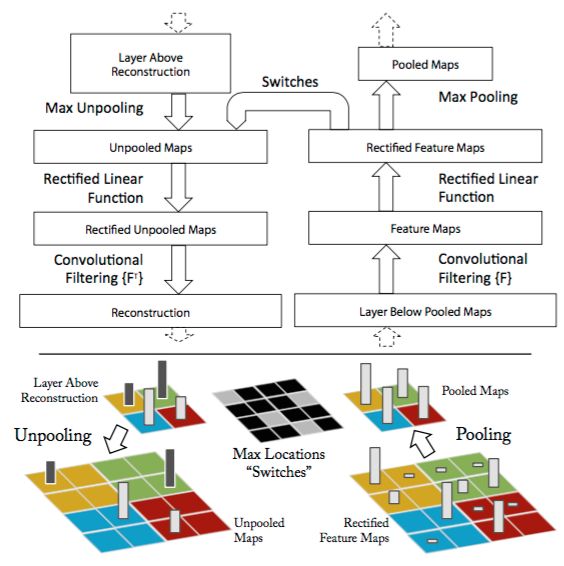 Layer Above
Reconstruction
Pooled Maps
Switches
Max Unpooling
Max Pooling
Unpooled Maps
Rectified Feature Maps
Rectified Linear
Function
Rectified Linear
Function
Rectified Unpooled Maps
Feature Maps
Convolutional
Filtering {Fᵀ}
Convolutional
Filtering {F}
Reconstruction
Layer Below Pooled Maps
Layer Above
Reconstruction
Pooled Maps
Unpooling
Max Locations
“Switches”
Pooling
Unpooled
Maps
Rectified
Feature Maps